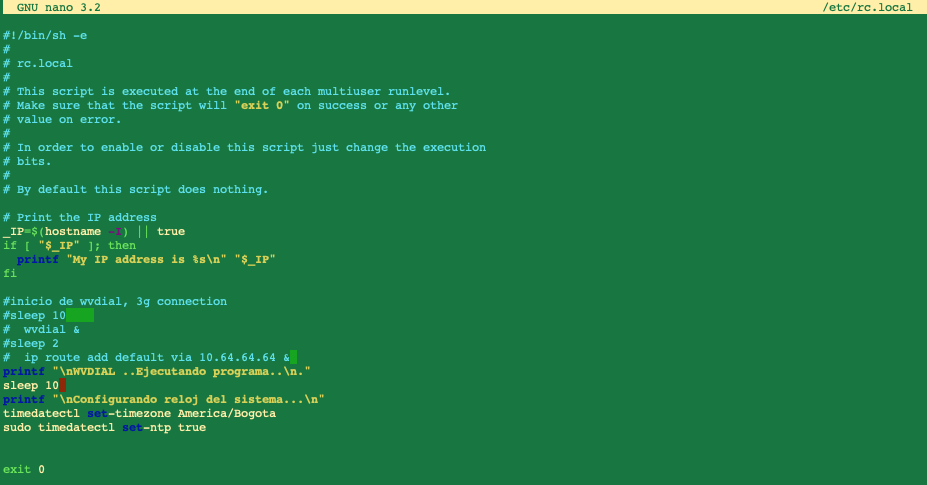 GNU nano 3.2 /etc/rc.local
#!/bin/sh -e
#
# rc.local
#
# This script is executed at the end of each multiuser runlevel.
# Make sure that the script will "exit 0" on success or any other
# value on error.
#
# In order to enable or disable this script just change the execution
# bits.
#
# By default this script does nothing.
# Print the IP address
_IP=$(hostname -I) || true
if [ "$_IP" ]; then
  printf "My IP address is %s\n" "$_IP"
fi
#inicio de wvdial, 3g connection
#sleep 10
#  wvdial &
#sleep 2
#  ip route add default via 10.64.64.64 &
printf "\nWVDIAL ..Ejecutando programa..\n."
sleep 10
printf "\nConfigurando reloj del sistema...\n"
timedatectl set-timezone America/Bogota
sudo timedatectl set-ntp true
exit 0